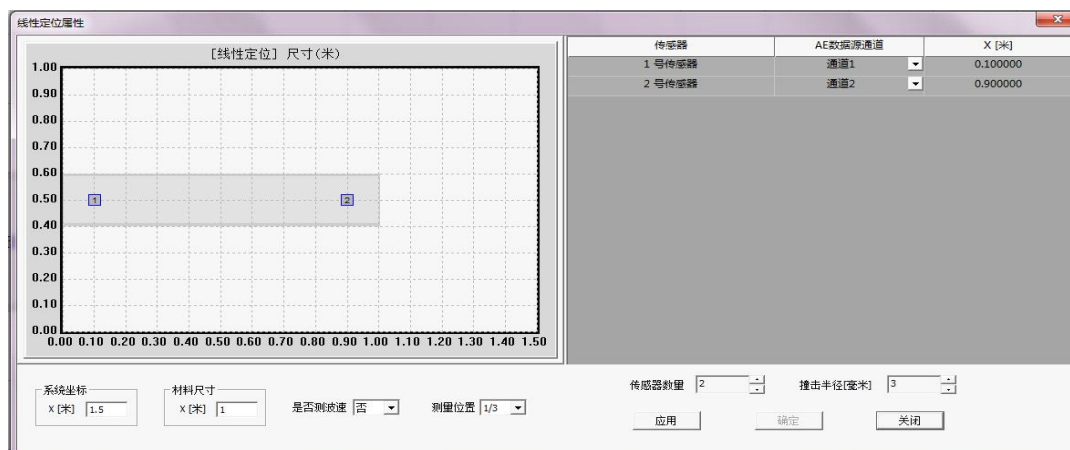 线性定位属性
[线性定位] 尺寸(米)
1.00
0.90
0.80
0.70
0.60
0.50
0.40
0.30
0.20
0.10
0.00
1
2
0.00 0.10 0.20 0.30 0.40 0.50 0.60 0.70 0.80 0.90 1.00 1.10 1.20 1.30 1.40 1.50
传感器 AE数据源通道 X [米]
1 号传感器 通道1 0.100000
2 号传感器 通道2 0.900000
系统坐标
X [米] 1.5
材料尺寸
X [米] 1
是否测波速 否
测量位置 1/3
传感器数量 2
撞击半径[毫米] 3
应用
确定
关闭